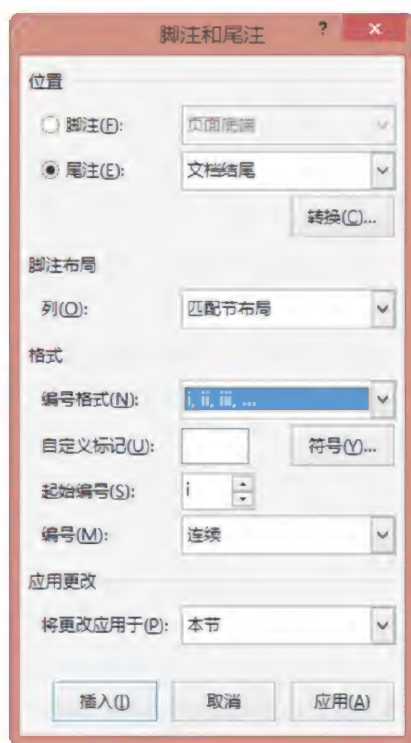 脚注和尾注 ? ×
位置
脚注(F): 页面底端
尾注(E): 文档结尾
转换(C)...
脚注布局
列(O): 匹配节布局
格式
编号格式(N): i, ii, iii, ...
自定义标记(U): 符号(Y)...
起始编号(S): i
编号(M): 连续
应用更改
将更改应用于(P): 本节
插入(I) 取消 应用(A)